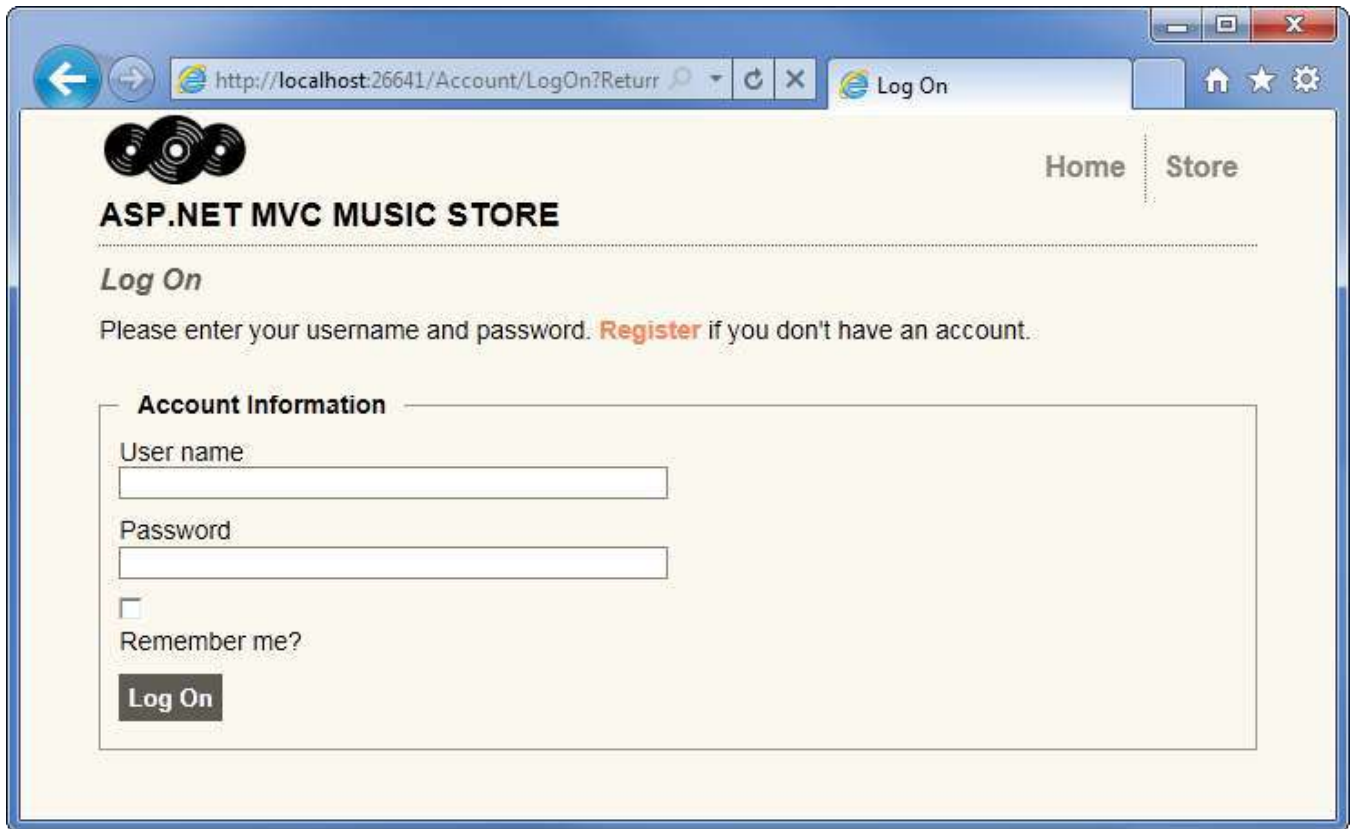 http://localhost:26641/Account/LogOn?Returr
Log On
Home
Store
ASP.NET MVC MUSIC STORE
Log On
Please enter your username and password. Register if you don't have an account.
Account Information
User name
Password
Remember me?
Log On